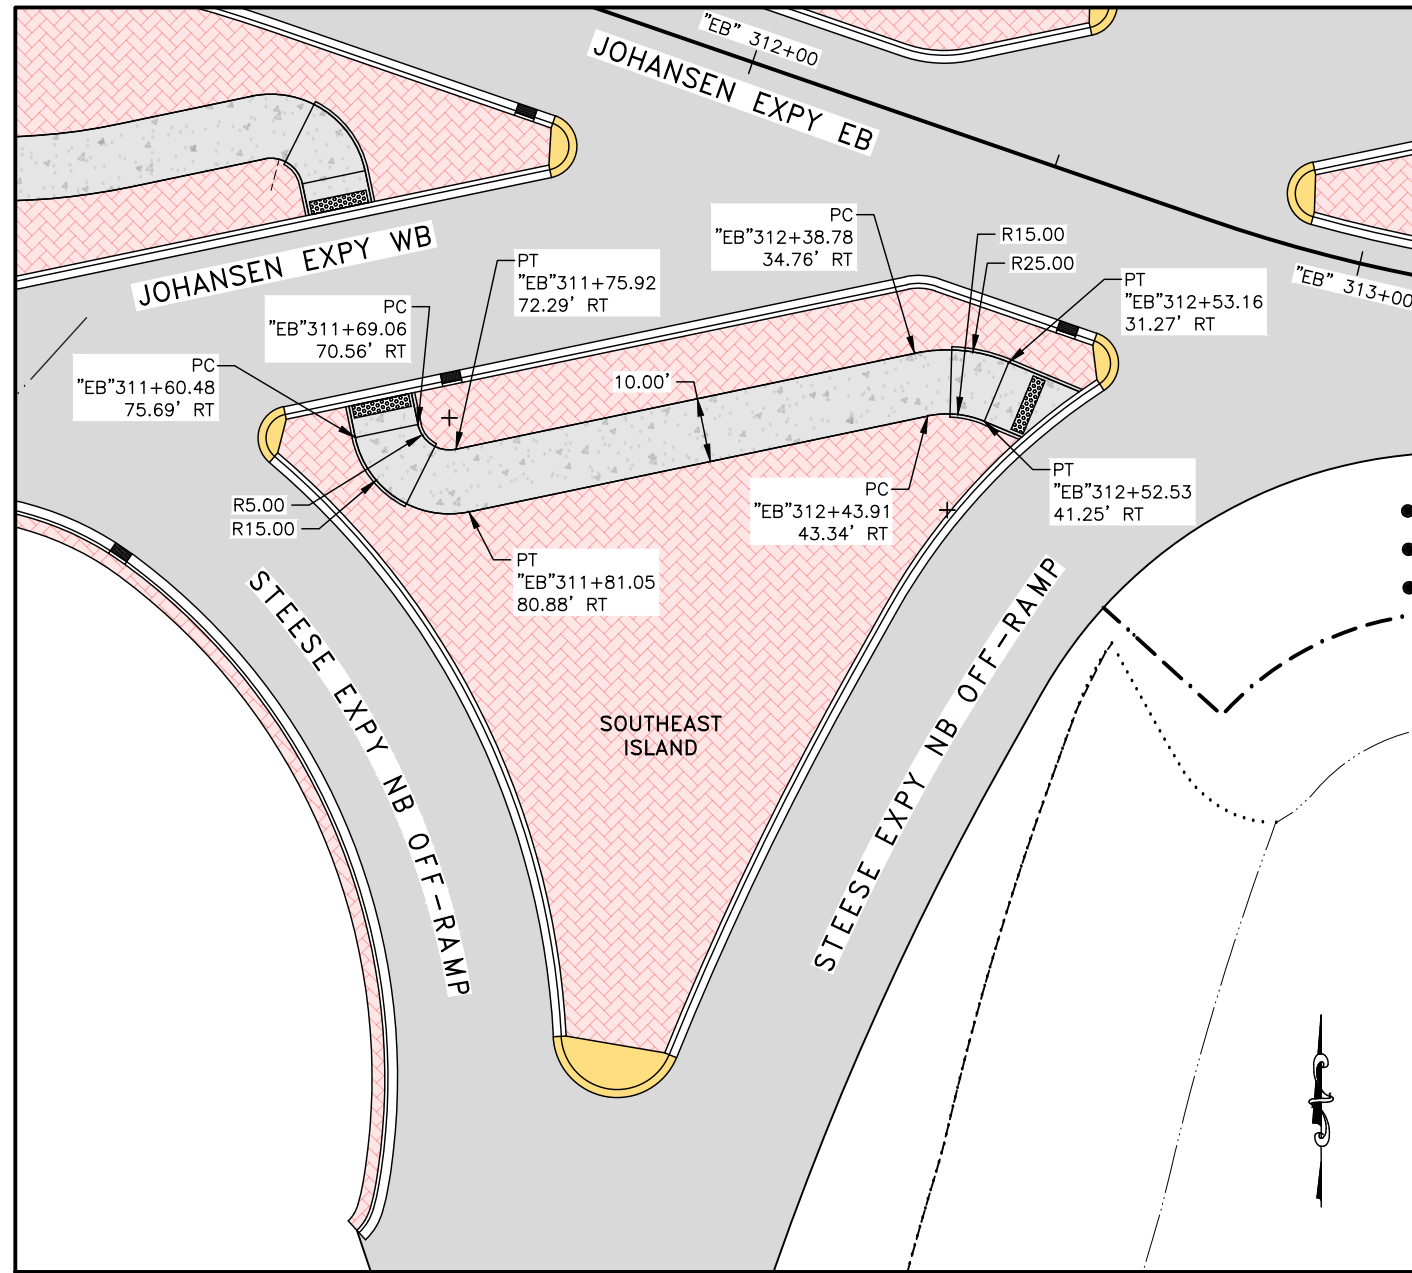 "EB" 312+00
JOHANSEN EXPY EB
JOHANSEN EXPY WB
"EB" 313+00
PC
"EB"312+38.78
34.76' RT
R15.00
R25.00
PT
"EB"312+53.16
31.27' RT
PT
"EB"311+75.92
72.29' RT
PC
"EB"311+69.06
70.56' RT
PC
"EB"311+60.48
75.69' RT
10.00'
R5.00
R15.00
PC
"EB"312+43.91
43.34' RT
PT
"EB"312+52.53
41.25' RT
PT
"EB"311+81.05
80.88' RT
STEESE EXPY NB OFF-RAMP
STEESE EXPY NB OFF-RAMP
SOUTHEAST
ISLAND